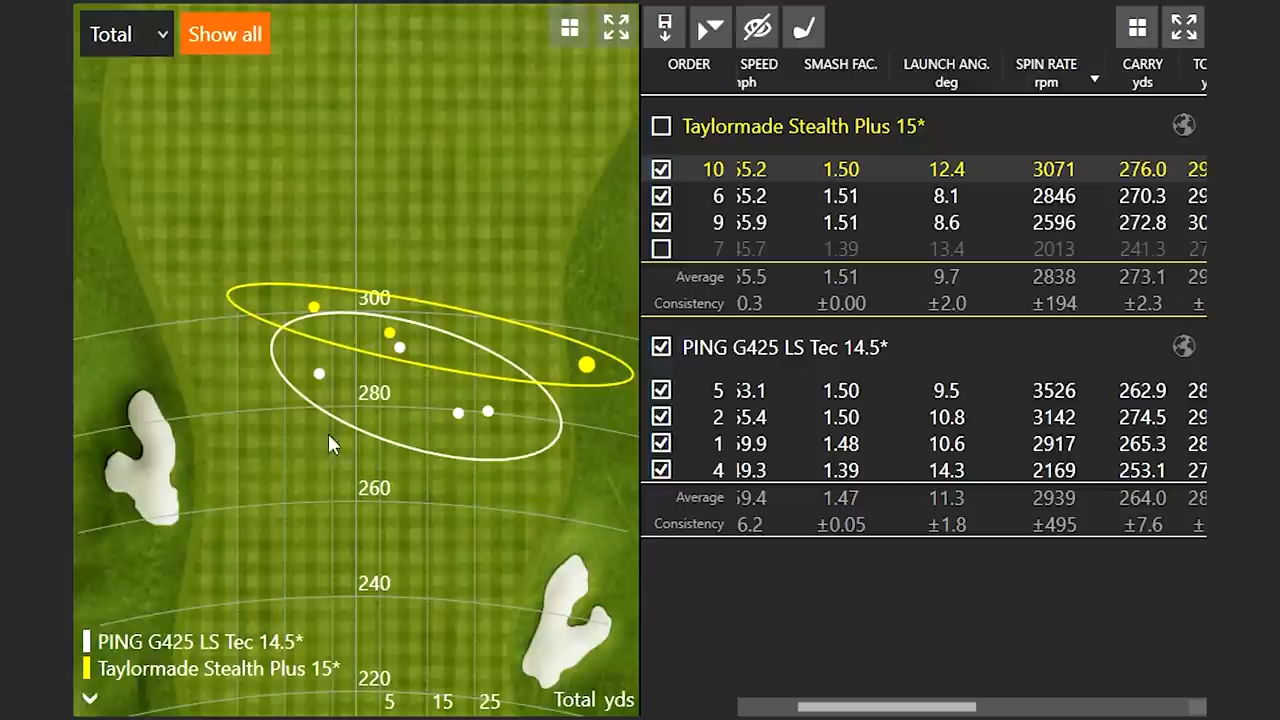 Total Show all
ORDER SPEED SMASH FAC. LAUNCH ANG. SPIN RATE CARRY
deg rpm yds
Taylormade Stealth Plus 15*
10 1.50 12.4 3071 276.0
6 1.51 8.1 2846 270.3
9 1.51 8.6 2596 272.8
7 1.39 13.4 2013 241.3
Average 1.51 9.7 2838 273.1
Consistency 0.3 ±0.00 ±2.0 ±194 ±2.3 ±
PING G425 LS Tec 14.5*
5 1.50 9.5 3526 262.9
2 1.50 10.8 3142 274.5
1 1.48 10.6 2917 265.3
4 1.39 14.3 2169 253.1
Average 1.47 11.3 2939 264.0
Consistency 6.2 ±0.05 ±1.8 ±495 ±7.6 ±
300
280
260
240
220
PING G425 LS Tec 14.5*
Taylormade Stealth Plus 15*
5 15 25 Total yds